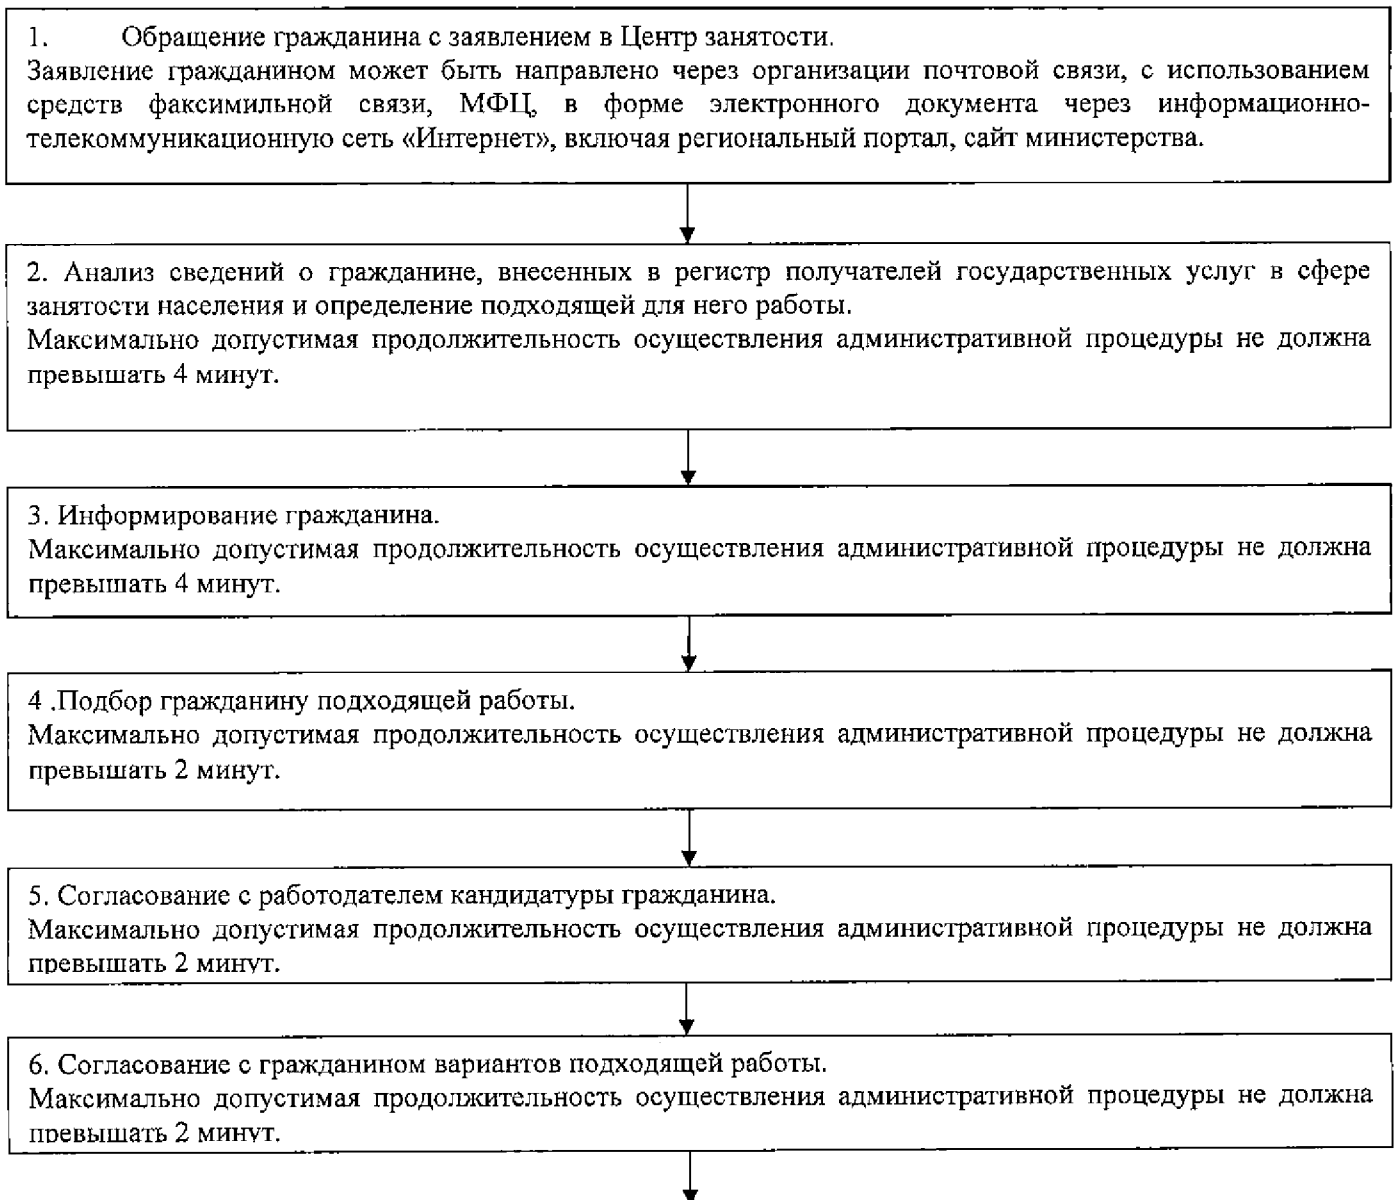 1. Обращение гражданина с заявлением в Центр занятости.
Заявление гражданином может быть направлено через организации почтовой связи, с использованием
средств факсимильной связи, МФЦ, в форме электронного документа через информационно-
телекоммуникационную сеть «Интернет», включая региональный портал, сайт министерства.
2. Анализ сведений о гражданине, внесенных в регистр получателей государственных услуг в сфере
занятости населения и определение подходящей для него работы.
Максимально допустимая продолжительность осуществления административной процедуры не должна
превышать 4 минут.
3. Информирование гражданина.
Максимально допустимая продолжительность осуществления административной процедуры не должна
превышать 4 минут.
4 .Подбор гражданину подходящей работы.
Максимально допустимая продолжительность осуществления административной процедуры не должна
превышать 2 минут.
5. Согласование с работодателем кандидатуры гражданина.
Максимально допустимая продолжительность осуществления административной процедуры не должна
превышать 2 минут.
6. Согласование с гражданином вариантов подходящей работы.
Максимально допустимая продолжительность осуществления административной процедуры не должна
превышать 2 минут.